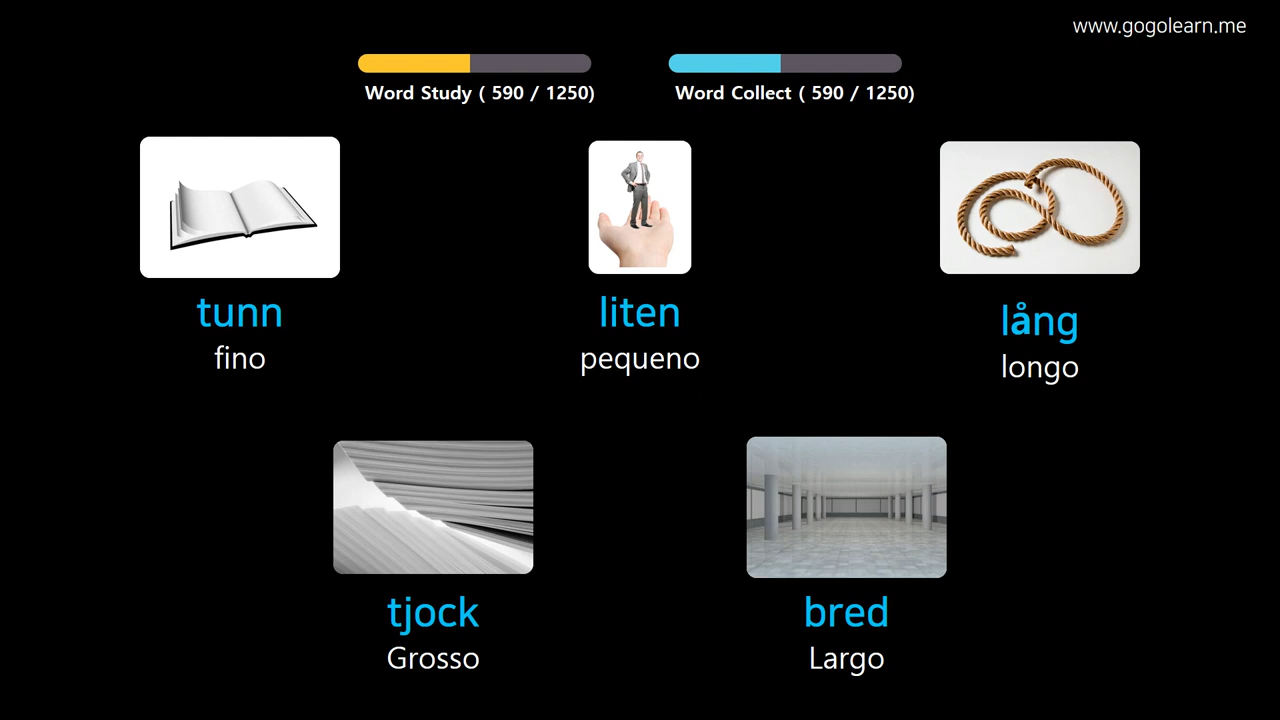 www.gogolearn.me
Word Study ( 590 / 1250)
Word Collect ( 590 / 1250)
tunn
fino
liten
pequeno
lång
longo
tjock
Grosso
bred
Largo